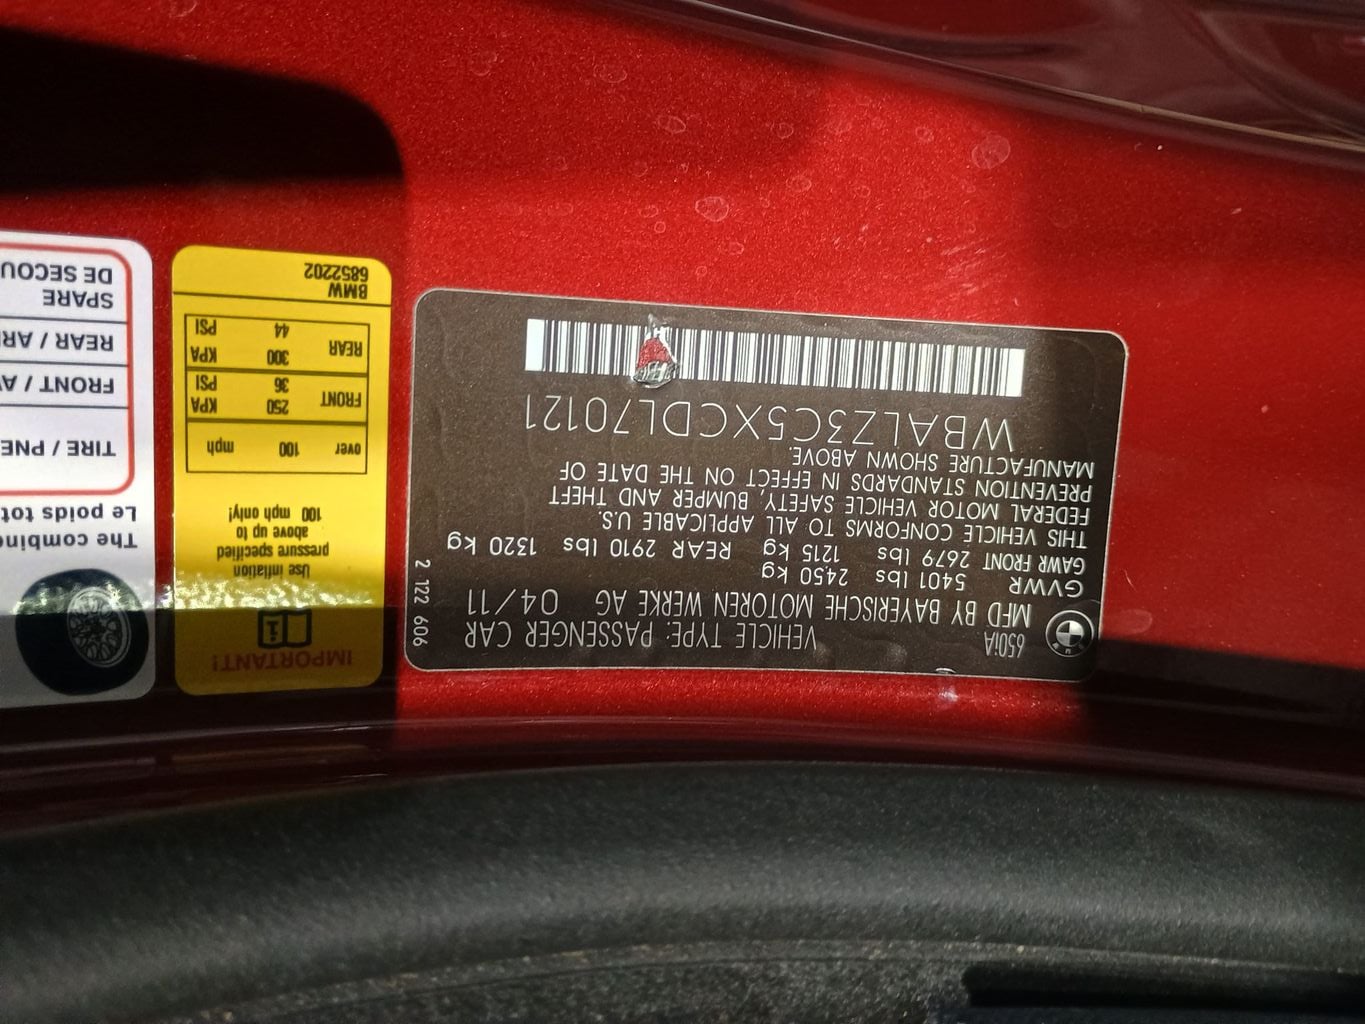 650iA VEHICLE TYPE: PASSENGER CAR
MFD BY BAYERISCHE MOTOREN WERKE AG 04/11
GVWR 5401 lbs 2450 kg
GAWR FRONT 2679 lbs 1215 kg REAR 2910 lbs 1320 kg
THIS VEHICLE CONFORMS TO ALL APPLICABLE U.S.
FEDERAL MOTOR VEHICLE SAFETY, BUMPER AND THEFT
PREVENTION STANDARDS IN EFFECT ON THE DATE OF
MANUFACTURE SHOWN ABOVE.
WBALZ3C5XCDL70121
2 122 606
IMPORTANT!
Use inflation
pressure specified
above up to
100 mph only!
over 100 mph
FRONT 250 KPA
36 PSI
REAR 300 KPA
44 PSI
BMW
6852202
The combine
Le poids tot
TIRE / PNE
FRONT / AV
REAR / ARR
SPARE
DE SECOU